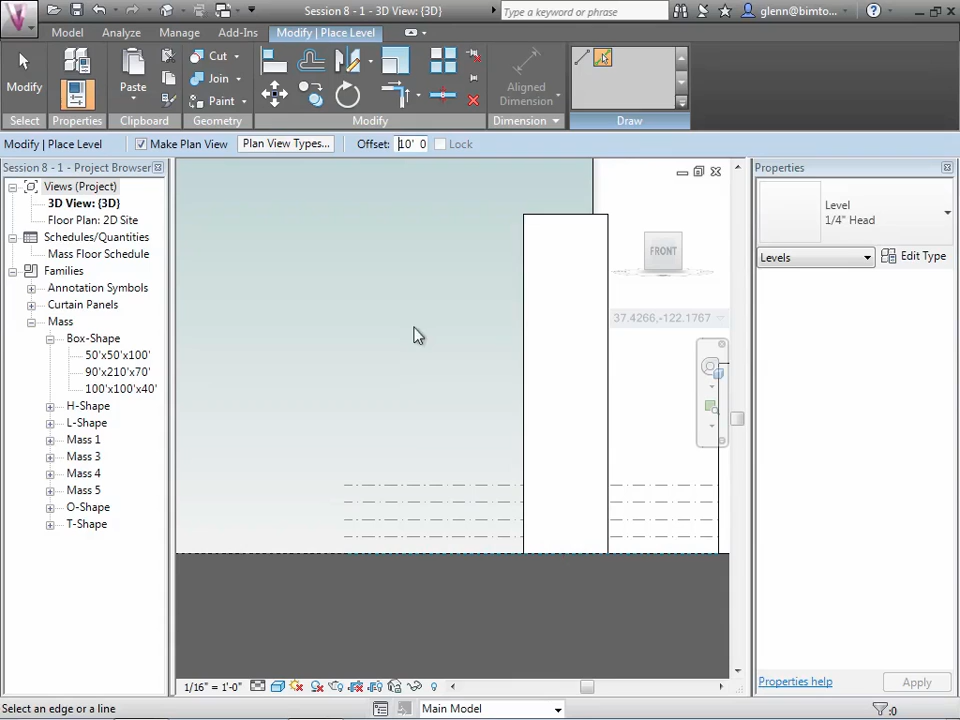 Session 8 - 1 - 3D View: {3D}
Type a keyword or phrase
glenn@bimto...
Model
Analyze
Manage
Add-Ins
Modify | Place Level
Modify
Paste
Cut
Join
Paint
Aligned
Dimension
Select
Properties
Clipboard
Geometry
Modify
Dimension
Draw
Modify | Place Level
Make Plan View
Plan View Types...
Offset:
10' 0
Lock
Session 8 - 1 - Project Browser
Views (Project)
3D View: {3D}
Floor Plan: 2D Site
Schedules/Quantities
Mass Floor Schedule
Families
Annotation Symbols
Curtain Panels
Mass
Box-Shape
50'x50'x100'
90'x210'x70'
100'x100'x40'
H-Shape
L-Shape
Mass 1
Mass 3
Mass 4
Mass 5
O-Shape
T-Shape
FRONT
37.4266,-122.1767
Properties
Level
1/4" Head
Levels
Edit Type
Properties help
Apply
1/16" = 1'-0"
Select an edge or a line
Main Model
:0